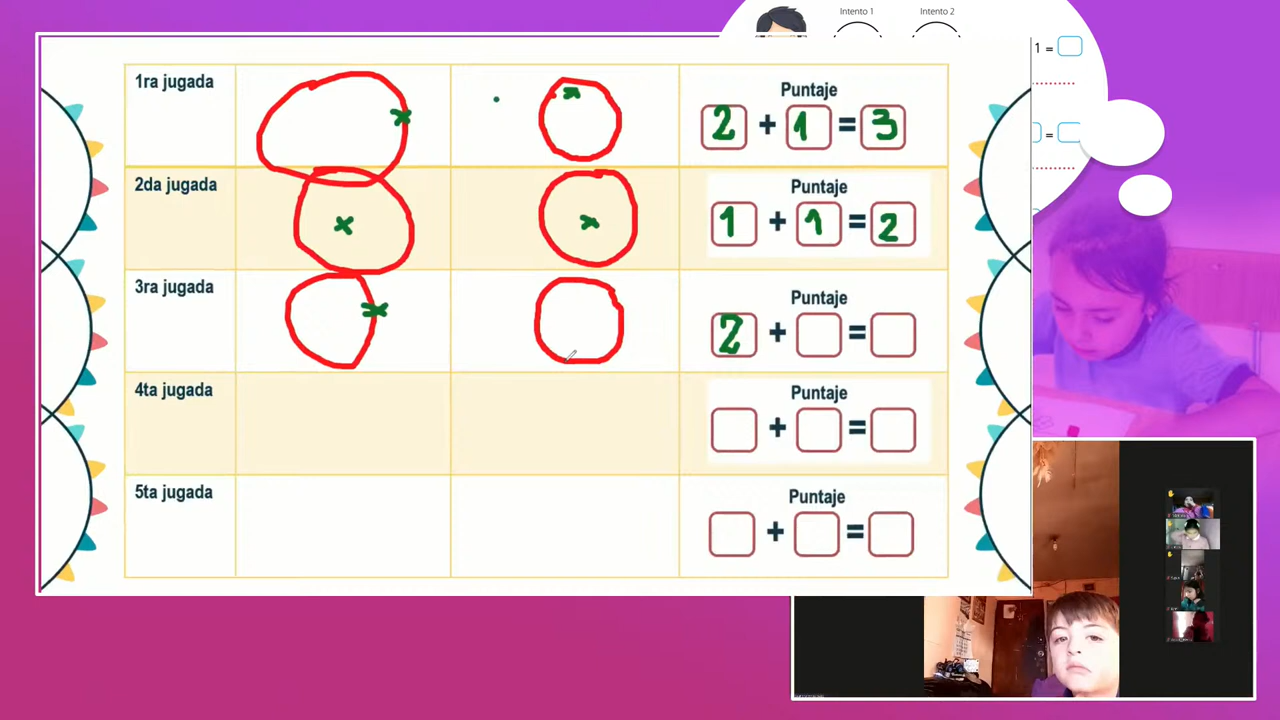 Intento 1 Intento 2
1 =
=
1ra jugada
Puntaje
2 + 1 = 3
2da jugada
Puntaje
1 + 1 = 2
3ra jugada
Puntaje
2 + =
4ta jugada
Puntaje
+ =
5ta jugada
Puntaje
+ =